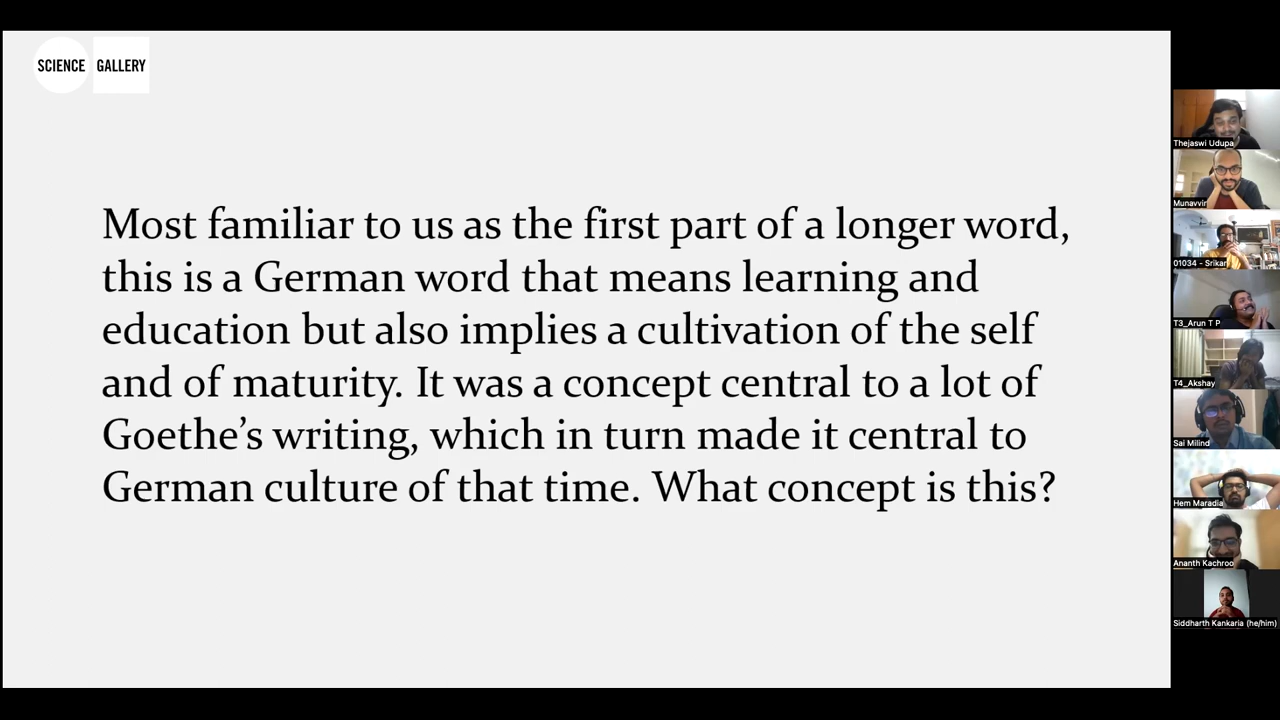 SCIENCE GALLERY
Most familiar to us as the first part of a longer word,
this is a German word that means learning and
education but also implies a cultivation of the self
and of maturity. It was a concept central to a lot of
Goethe’s writing, which in turn made it central to
German culture of that time. What concept is this?
Thejaswi Udupa
Munavvir
01034 - Srikar
T3_Arun T P
T4_Akshay
Sai Milind
Hem Maradia
Ananth Kachroo
Siddharth Kankaria (he/him)